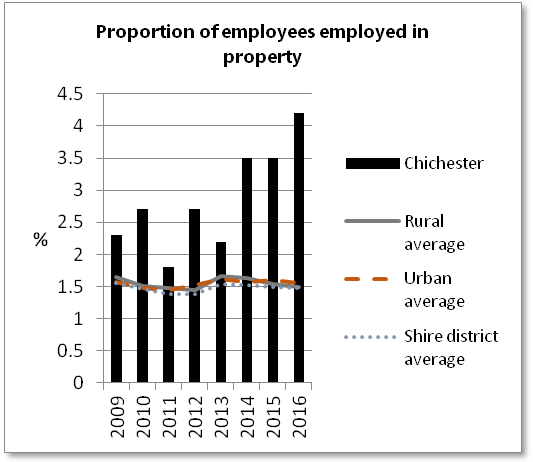 Proportion of employees employed in
property
4.5
4
3.5
3
2.5
2
1.5
1
0.5
0
%
2009
2010
2011
2012
2013
2014
2015
2016
Chichester
Rural
average
Urban
average
Shire district
average